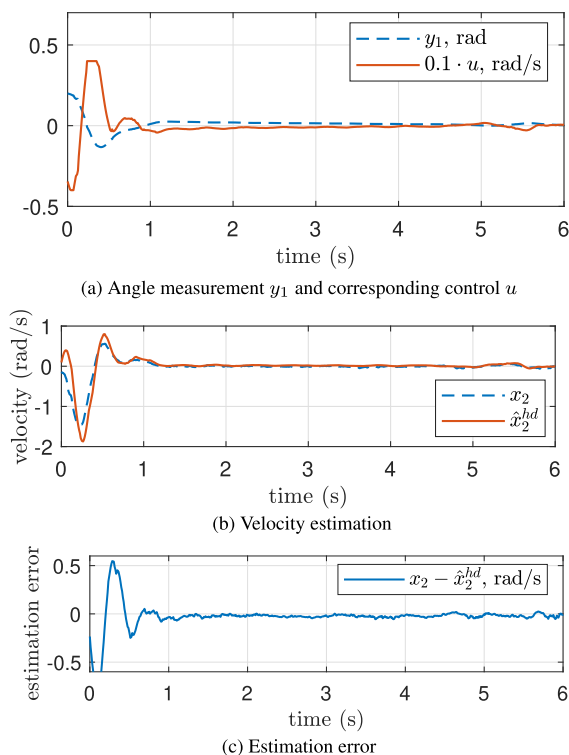 0.5
0
-0.5
y₁, rad
0.1 · u, rad/s
0 1 2 3 4 5 6
time (s)
(a) Angle measurement y₁ and corresponding control u
velocity (rad/s)
1
0
-1
-2
x₂
x̂₂ʰᵈ
0 1 2 3 4 5 6
time (s)
(b) Velocity estimation
estimation error
0.5
0
-0.5
x₂ − x̂₂ʰᵈ, rad/s
0 1 2 3 4 5 6
time (s)
(c) Estimation error